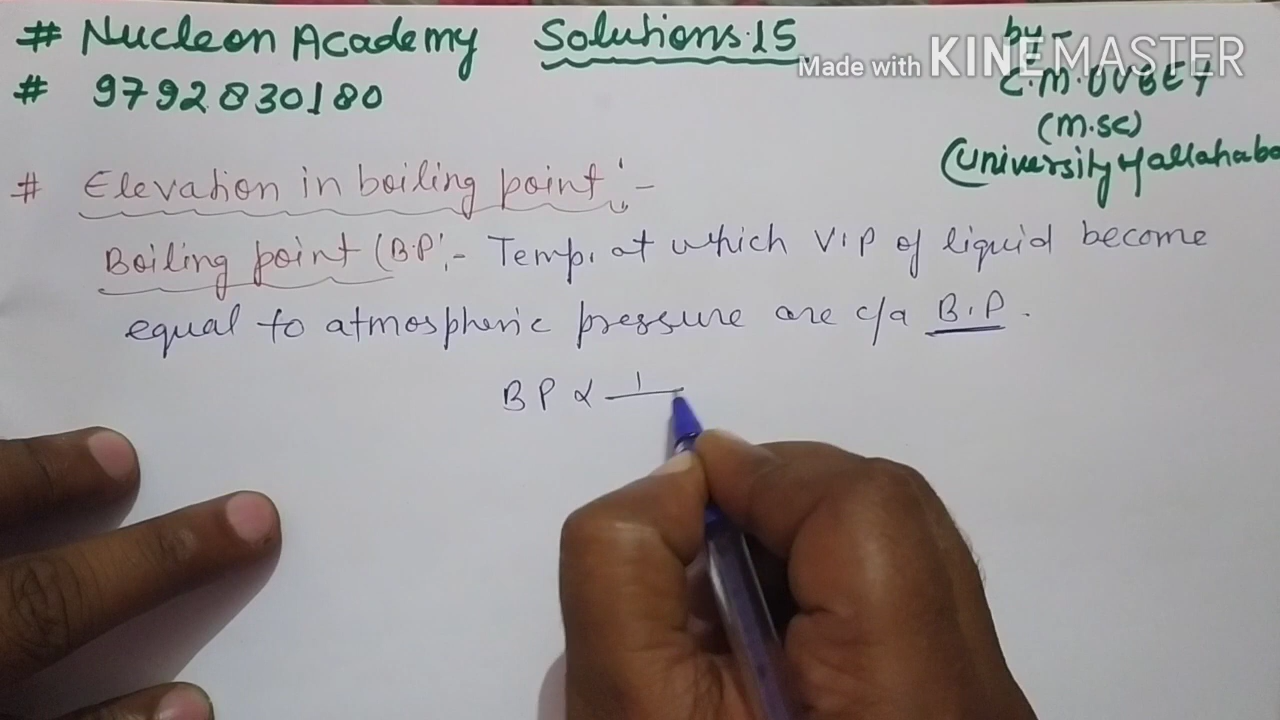 # Nucleon Academy Solutions.15
by-
Made with KINEMASTER
# 9792830180
C.M.DUBEY
(M.sc)
(University of allahaba
# Elevation in boiling point :-
Boiling point (B.P :- Temp. at which V.P of liquid become
equal to atmospheric pressure are c/a B.P.
BP ∝ 1